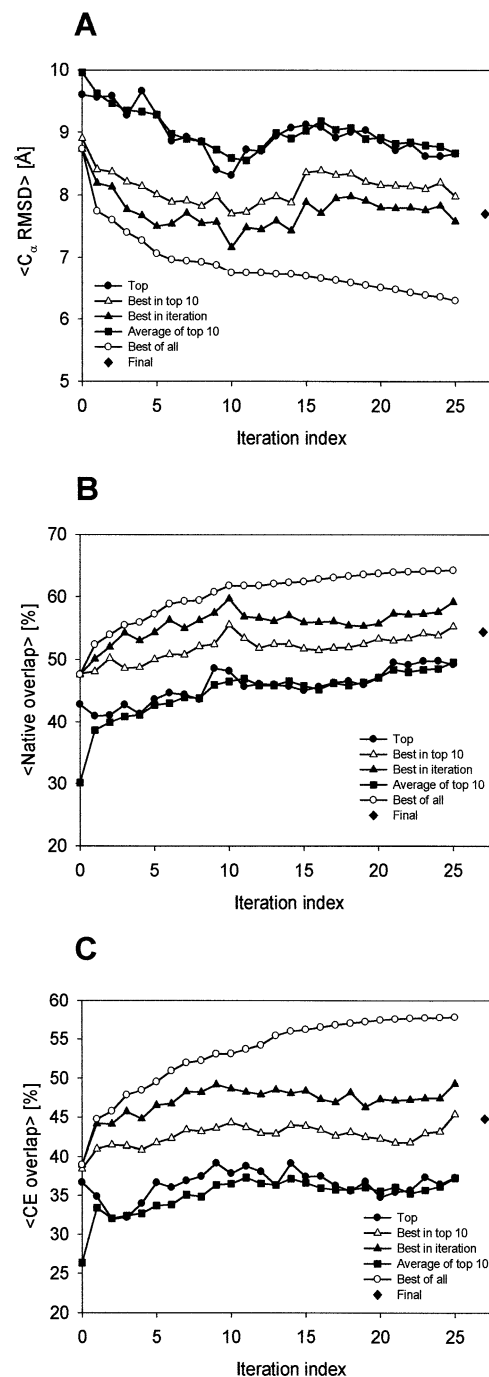 A
<Cα RMSD> [Å]
10
9
8
7
6
5
Top
Best in top 10
Best in iteration
Average of top 10
Best of all
Final
0 5 10 15 20 25
Iteration index
B
<Native overlap> [%]
70
60
50
40
30
20
Top
Best in top 10
Best in iteration
Average of top 10
Best of all
Final
0 5 10 15 20 25
Iteration index
C
<CE overlap> [%]
60
55
50
45
40
35
30
25
20
Top
Best in top 10
Best in iteration
Average of top 10
Best of all
Final
0 5 10 15 20 25
Iteration index